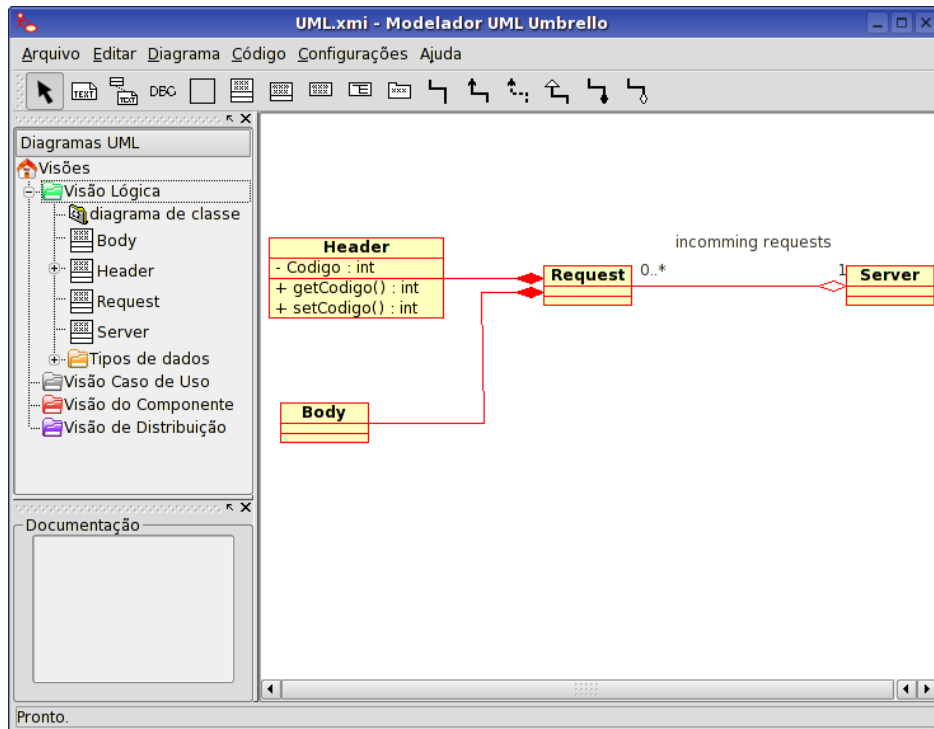 UML.xmi - Modelador UML Umbrello
Arquivo Editar Diagrama Código Configurações Ajuda
TEXT TEXT DBC
Diagramas UML
Visões
Visão Lógica
diagrama de classe
Body
Header
Request
Server
Tipos de dados
Visão Caso de Uso
Visão do Componente
Visão de Distribuição
Documentação
Header
- Codigo : int
+ getCodigo() : int
+ setCodigo() : int
Body
Request
0..*
incomming requests
1
Server
Pronto.